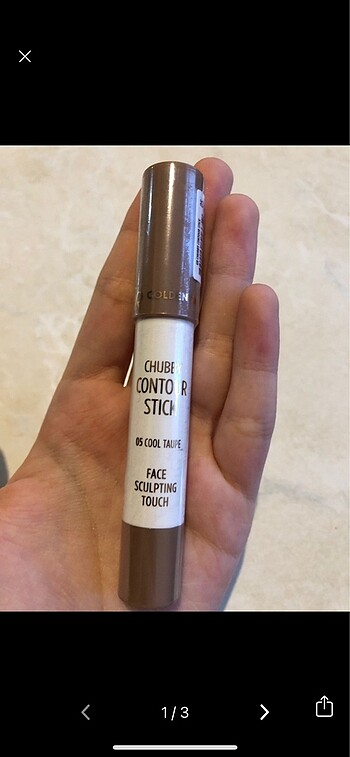 GOLDEN
CHUBBY
CONTOUR
STICK
05 COOL TAUPE
FACE
SCULPTING
TOUCH
1/3